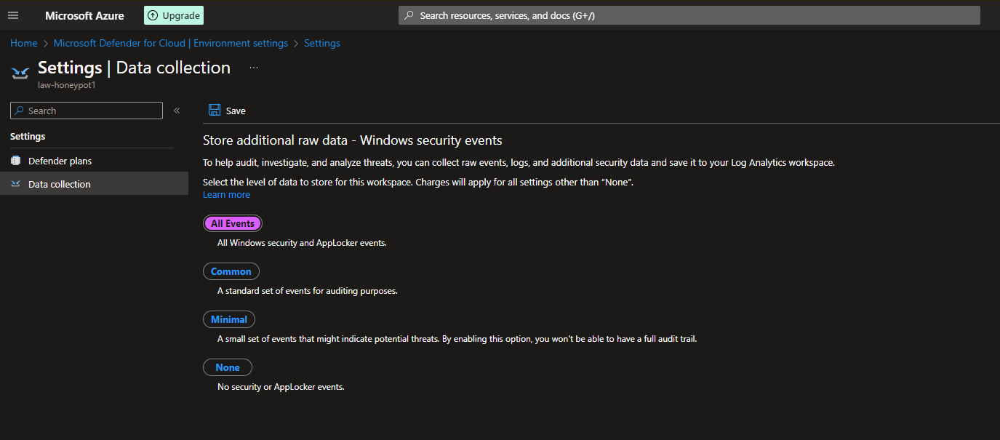 Microsoft Azure
Upgrade
Search resources, services, and docs (G+/)
Home > Microsoft Defender for Cloud | Environment settings > Settings
Settings | Data collection ...
law-honeypot1
Search
«
Save
Settings
Defender plans
Data collection
Store additional raw data - Windows security events
To help audit, investigate, and analyze threats, you can collect raw events, logs, and additional security data and save it to your Log Analytics workspace.
Select the level of data to store for this workspace. Charges will apply for all settings other than “None”.
Learn more
All Events
All Windows security and AppLocker events.
Common
A standard set of events for auditing purposes.
Minimal
A small set of events that might indicate potential threats. By enabling this option, you won't be able to have a full audit trail.
None
No security or AppLocker events.